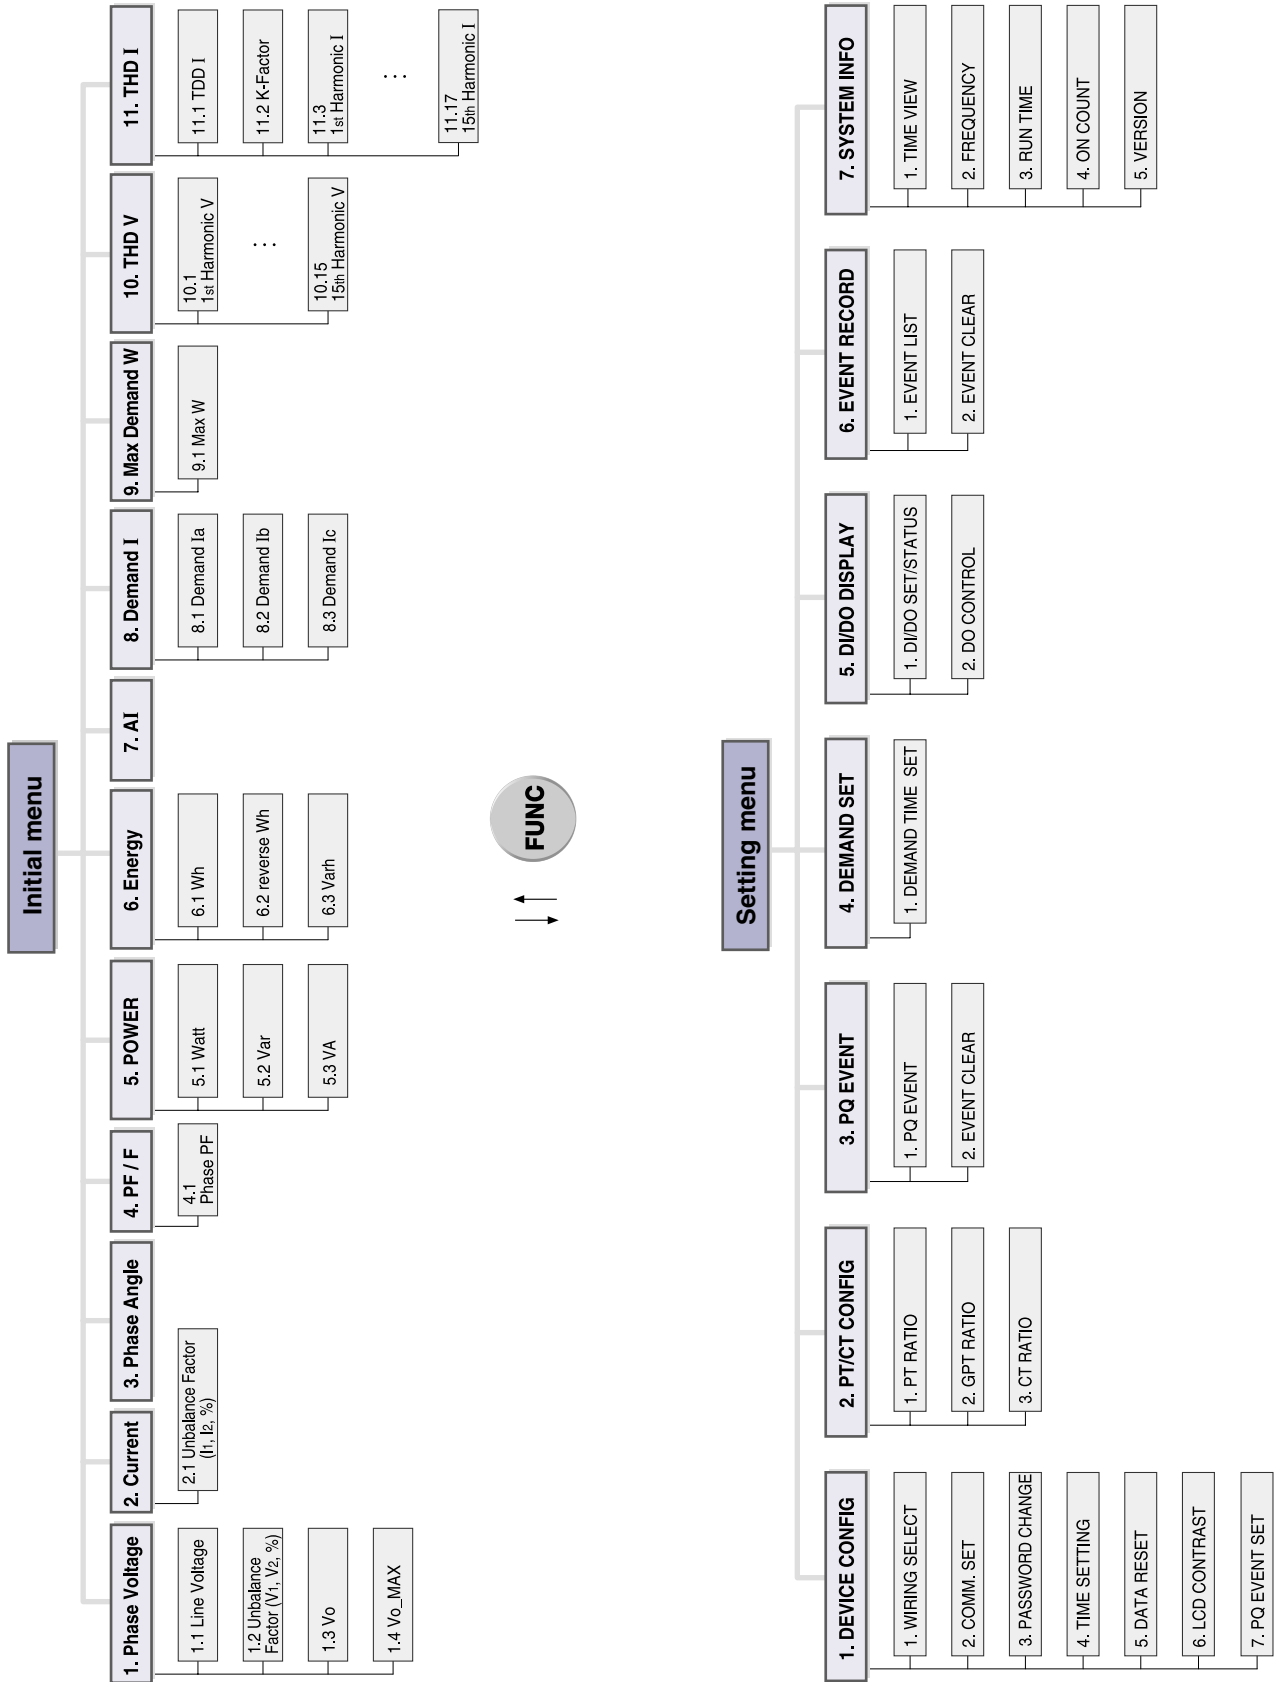 Initial menu
1. Phase Voltage
1.1 Line Voltage
1.2 Unbalance
Factor (V1, V2, %)
1.3 Vo
1.4 Vo_MAX
2. Current
2.1 Unbalance Factor
(I1, I2, %)
3. Phase Angle
4. PF / F
4.1
Phase PF
5. POWER
5.1 Watt
5.2 Var
5.3 VA
6. Energy
6.1 Wh
6.2 reverse Wh
6.3 Varh
7. AI
8. Demand I
8.1 Demand Ia
8.2 Demand Ib
8.3 Demand Ic
9. Max Demand W
9.1 Max W
10. THD V
10.1
1st Harmonic V
...
10.15
15th Harmonic V
11. THD I
11.1 TDD I
11.2 K-Factor
11.3
1st Harmonic I
...
11.17
15th Harmonic I
FUNC
Setting menu
1. DEVICE CONFIG
1. WIRING SELECT
2. COMM. SET
3. PASSWORD CHANGE
4. TIME SETTING
5. DATA RESET
6. LCD CONTRAST
7. PQ EVENT SET
2. PT/CT CONFIG
1. PT RATIO
2. GPT RATIO
3. CT RATIO
3. PQ EVENT
1. PQ EVENT
2. EVENT CLEAR
4. DEMAND SET
1. DEMAND TIME SET
5. DI/DO DISPLAY
1. DI/DO SET/STATUS
2. DO CONTROL
6. EVENT RECORD
1. EVENT LIST
2. EVENT CLEAR
7. SYSTEM INFO
1. TIME VIEW
2. FREQUENCY
3. RUN TIME
4. ON COUNT
5. VERSION